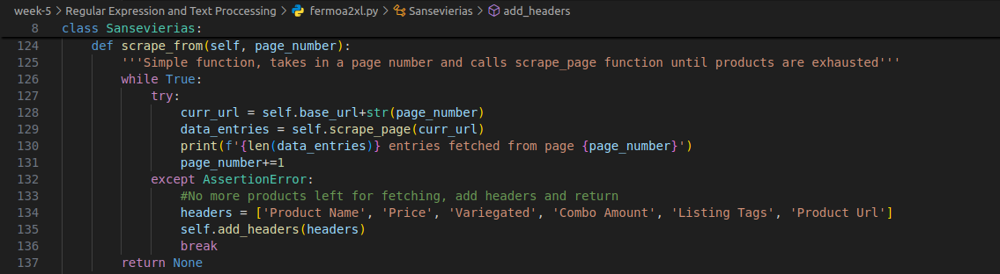 week-5 > Regular Expression and Text Proccessing > fermoa2xl.py > Sansevierias > add_headers
8 class Sansevierias:
124     def scrape_from(self, page_number):
125         '''Simple function, takes in a page number and calls scrape_page function until products are exhausted'''
126         while True:
127             try:
128                 curr_url = self.base_url+str(page_number)
129                 data_entries = self.scrape_page(curr_url)
130                 print(f'{len(data_entries)} entries fetched from page {page_number}')
131                 page_number+=1
132             except AssertionError:
133                 #No more products left for fetching, add headers and return
134                 headers = ['Product Name', 'Price', 'Variegated', 'Combo Amount', 'Listing Tags', 'Product Url']
135                 self.add_headers(headers)
136                 break
137         return None